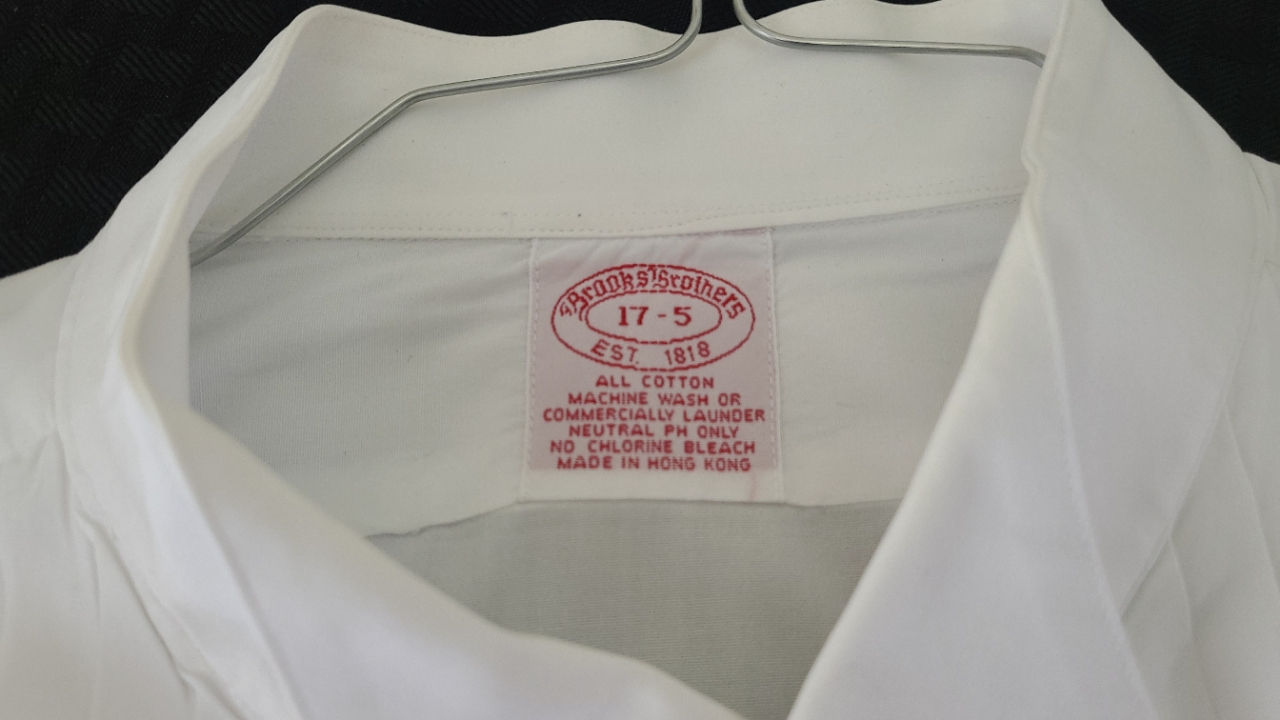 Brooks Brothers
17-5
EST. 1818
ALL COTTON
MACHINE WASH OR
COMMERCIALLY LAUNDER
NEUTRAL PH ONLY
NO CHLORINE BLEACH
MADE IN HONG KONG